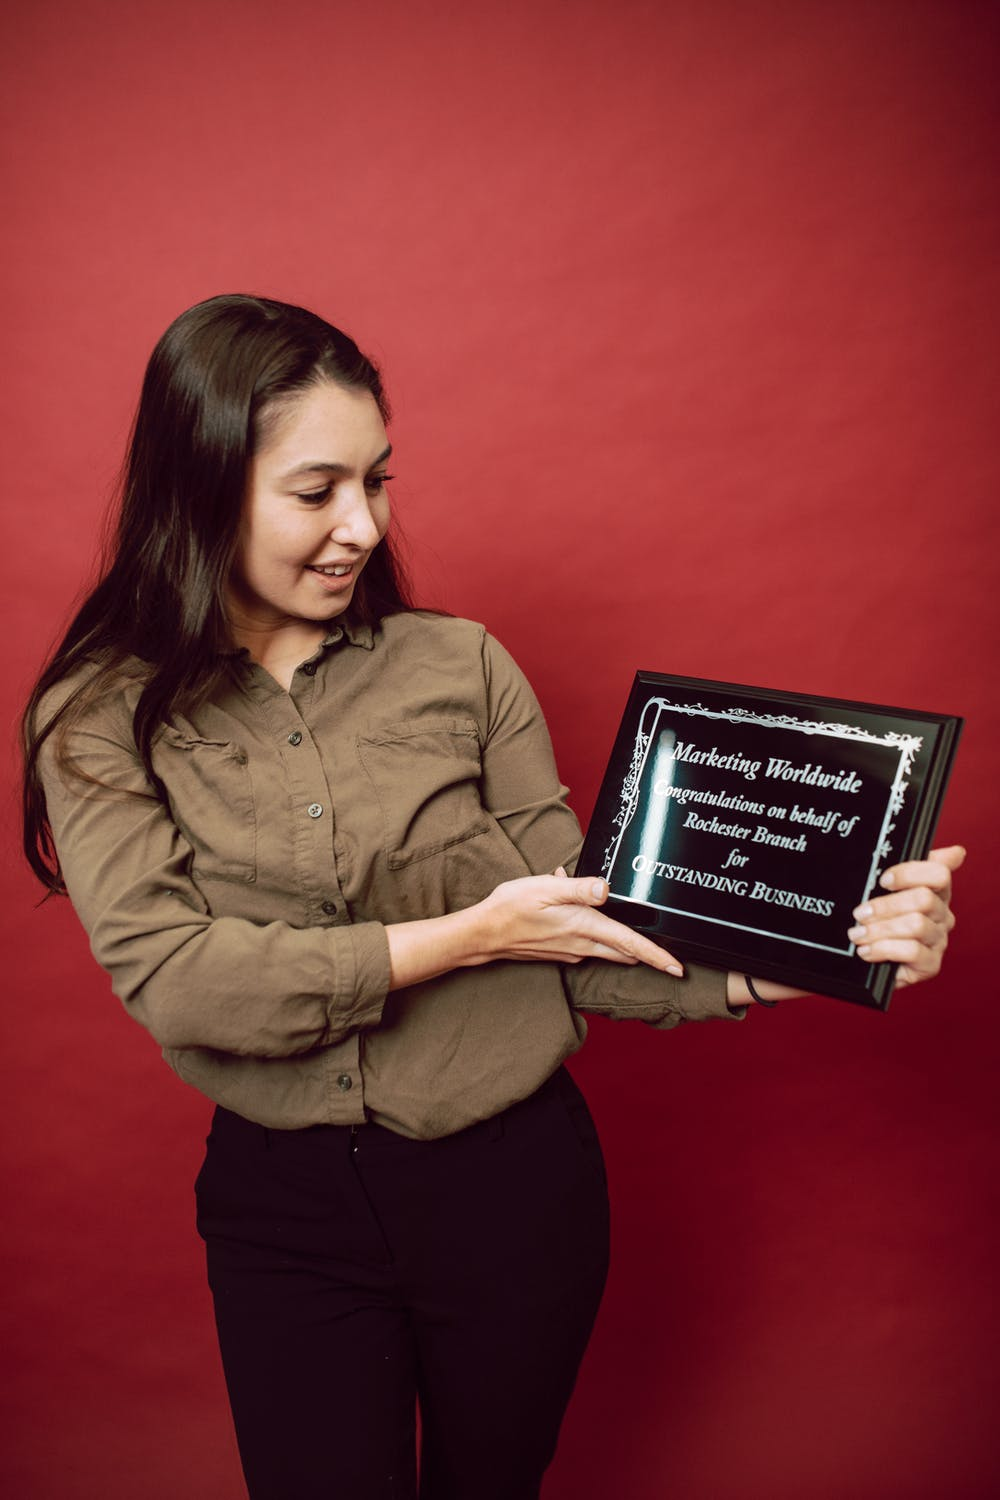 Marketing Worldwide
Congratulations on behalf of
Rochester Branch
for
OUTSTANDING BUSINESS